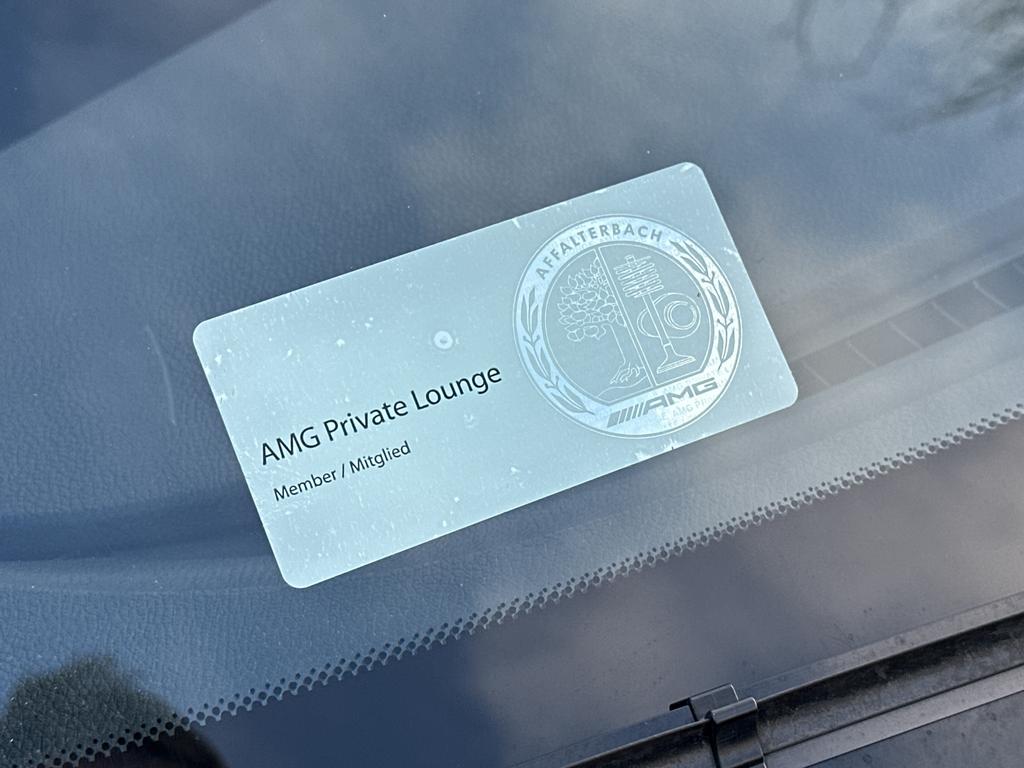 AMG Private Lounge
Member / Mitglied
AFFALTERBACH
AMG